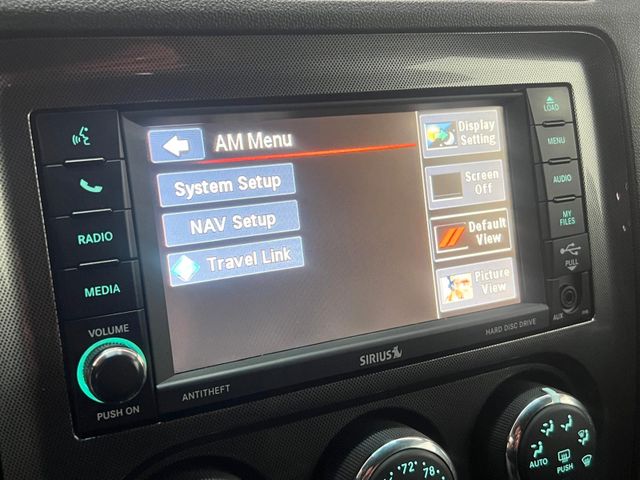 AM Menu
System Setup
NAV Setup
Travel Link
Display
Setting
Screen
Off
Default
View
Picture
View
RADIO
MEDIA
VOLUME
PUSH ON
LOAD
MENU
AUDIO
MY
FILES
PULL
AUX
ANTITHEFT
SIRIUS
HARD DISC DRIVE
72
78
AUTO
PUSH